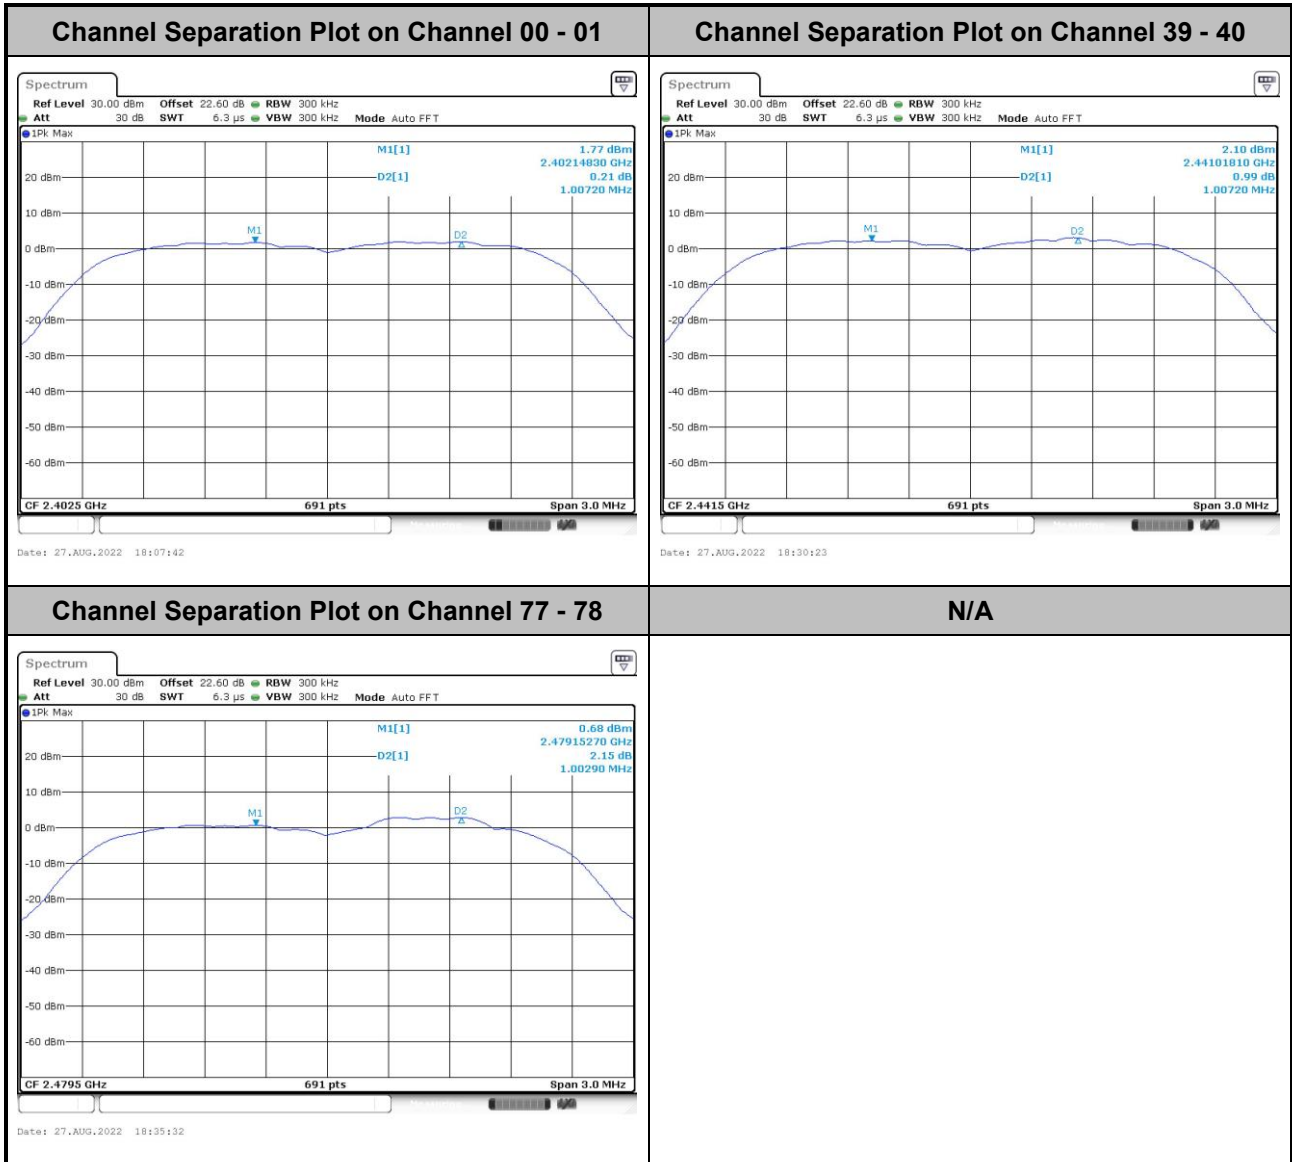 Channel Separation Plot on Channel 00 - 01
Spectrum
Ref Level 30.00 dBm Offset 22.60 dB RBW 300 kHz
Att 30 dB SWT 6.3 µs VBW 300 kHz Mode Auto FFT
1Pk Max
M1[1] 1.77 dBm
2.40214830 GHz
D2[1] 0.21 dB
1.00720 MHz
20 dBm
10 dBm
M1
D2
0 dBm
-10 dBm
-20 dBm
-30 dBm
-40 dBm
-50 dBm
-60 dBm
CF 2.4025 GHz 691 pts Span 3.0 MHz
Date: 27.AUG.2022 18:07:42
Channel Separation Plot on Channel 39 - 40
Spectrum
Ref Level 30.00 dBm Offset 22.60 dB RBW 300 kHz
Att 30 dB SWT 6.3 µs VBW 300 kHz Mode Auto FFT
1Pk Max
M1[1] 2.10 dBm
2.44101810 GHz
D2[1] 0.99 dB
1.00720 MHz
20 dBm
10 dBm
M1
D2
0 dBm
-10 dBm
-20 dBm
-30 dBm
-40 dBm
-50 dBm
-60 dBm
CF 2.4415 GHz 691 pts Span 3.0 MHz
Date: 27.AUG.2022 18:30:23
Channel Separation Plot on Channel 77 - 78
Spectrum
Ref Level 30.00 dBm Offset 22.60 dB RBW 300 kHz
Att 30 dB SWT 6.3 µs VBW 300 kHz Mode Auto FFT
1Pk Max
M1[1] 0.68 dBm
2.47915270 GHz
D2[1] 2.15 dB
1.00290 MHz
20 dBm
10 dBm
M1
D2
0 dBm
-10 dBm
-20 dBm
-30 dBm
-40 dBm
-50 dBm
-60 dBm
CF 2.4795 GHz 691 pts Span 3.0 MHz
Date: 27.AUG.2022 18:35:32
N/A